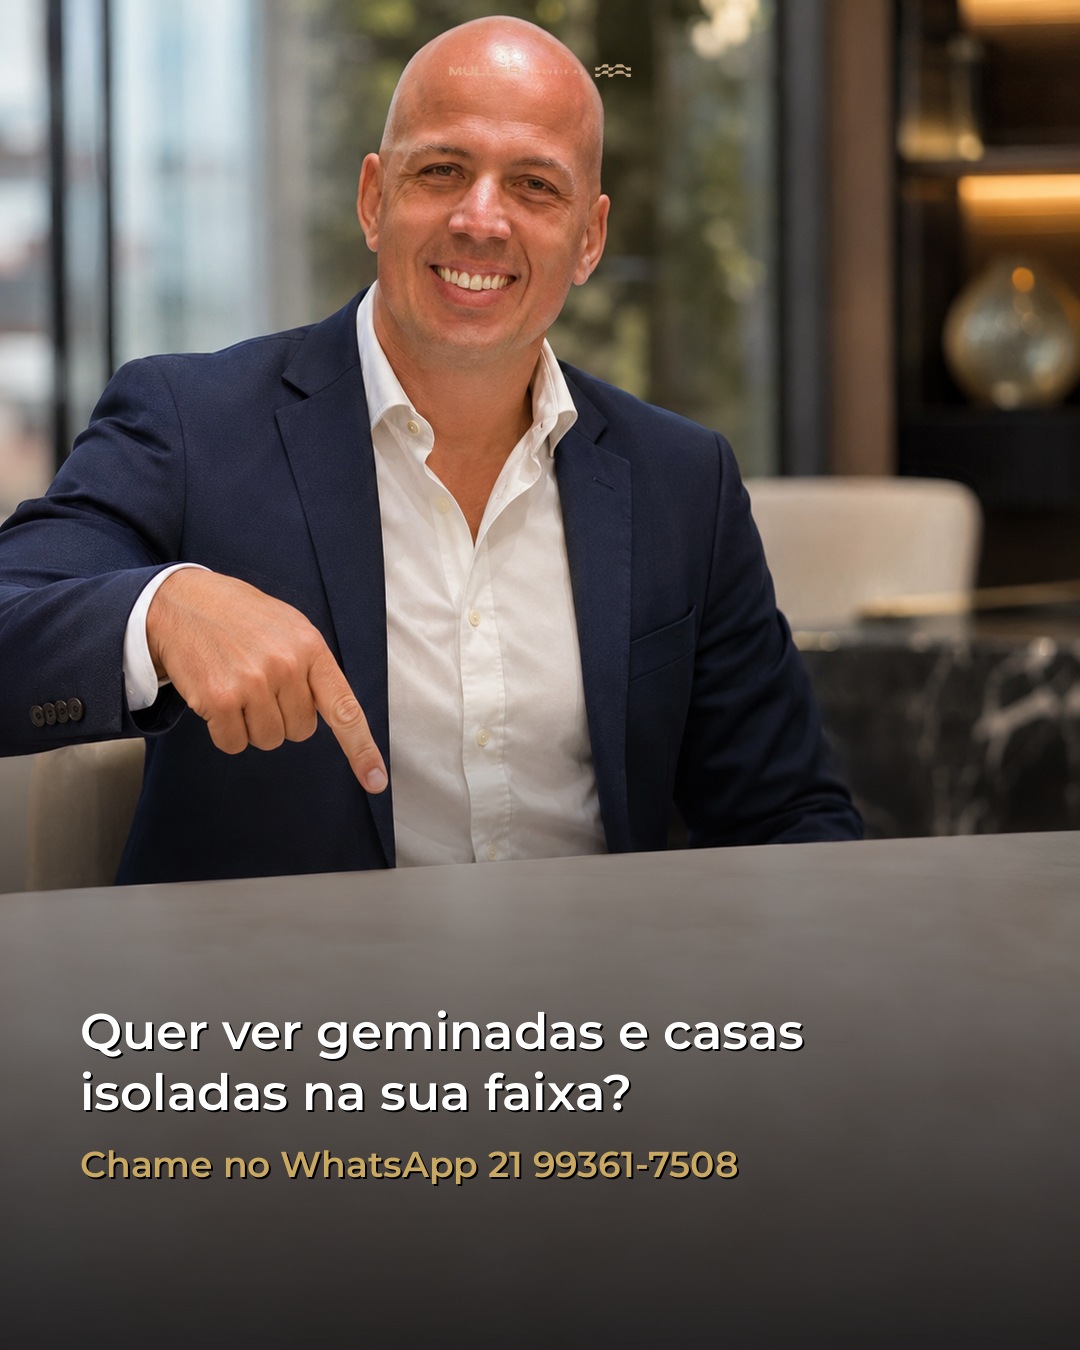 Quer ver geminadas e casas
isoladas na sua faixa?
Chame no WhatsApp 21 99361-7508